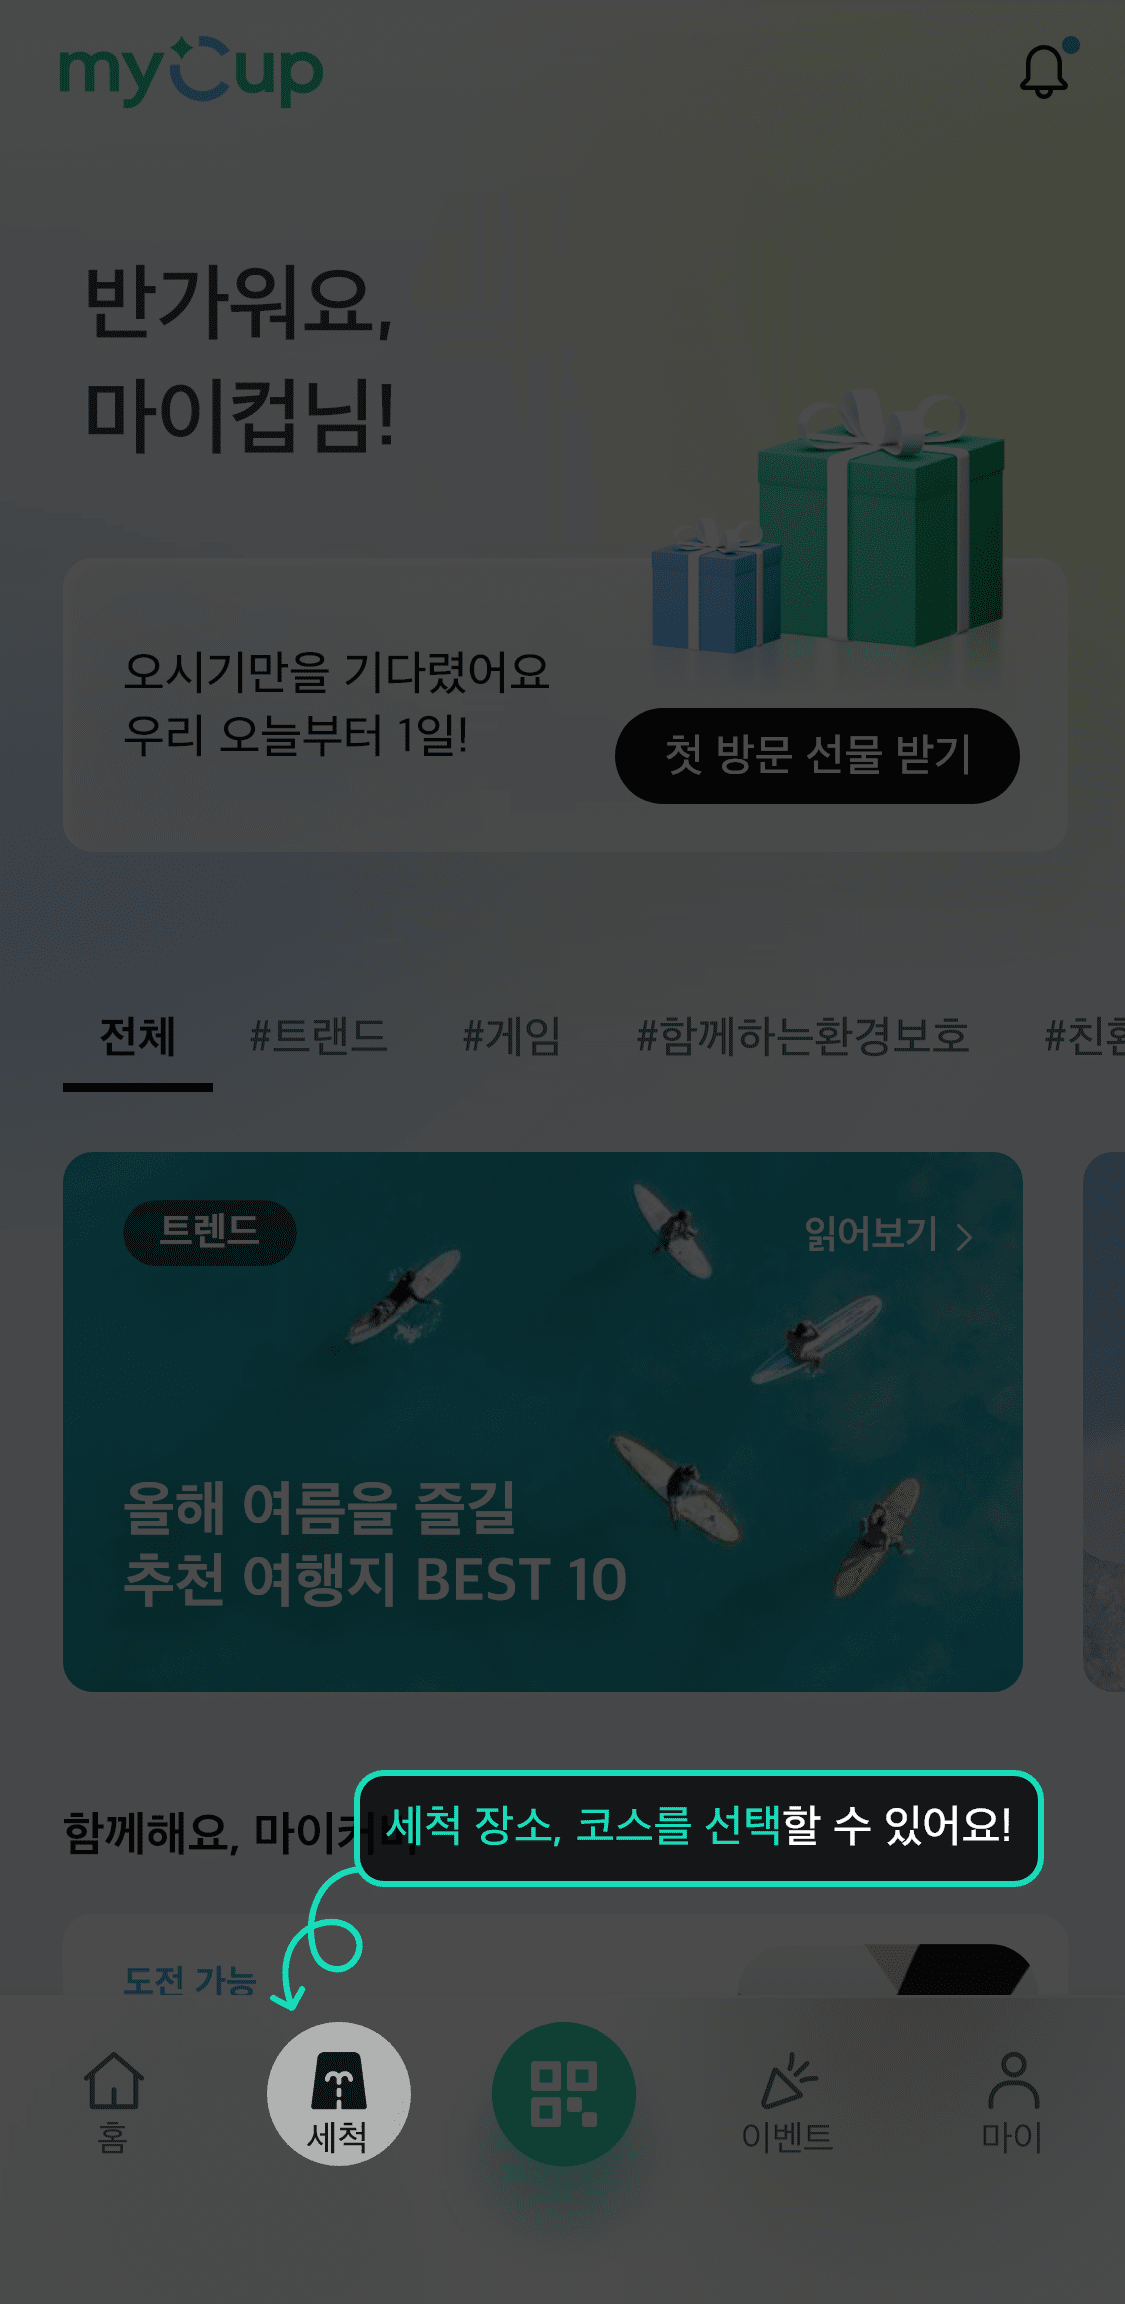 myCup
반가워요,
마이컵님!
오시기만을 기다렸어요
우리 오늘부터 1일!
첫 방문 선물 받기
전체 #트랜드 #게임 #함께하는환경보호 #친환
트렌드
읽어보기
올해 여름을 즐길
추천 여행지 BEST 10
세척 장소, 코스를 선택할 수 있어요!
함께해요, 마이커버
도전 가능
홈 세척 이벤트 마이